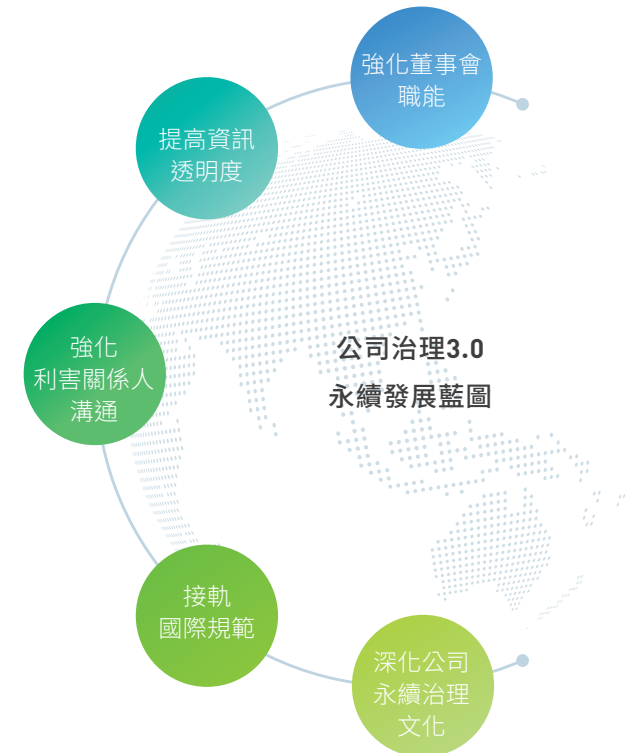 強化董事會
職能
提高資訊
透明度
強化
利害關係人
溝通
公司治理3.0
永續發展藍圖
接軌
國際規範
深化公司
永續治理
文化